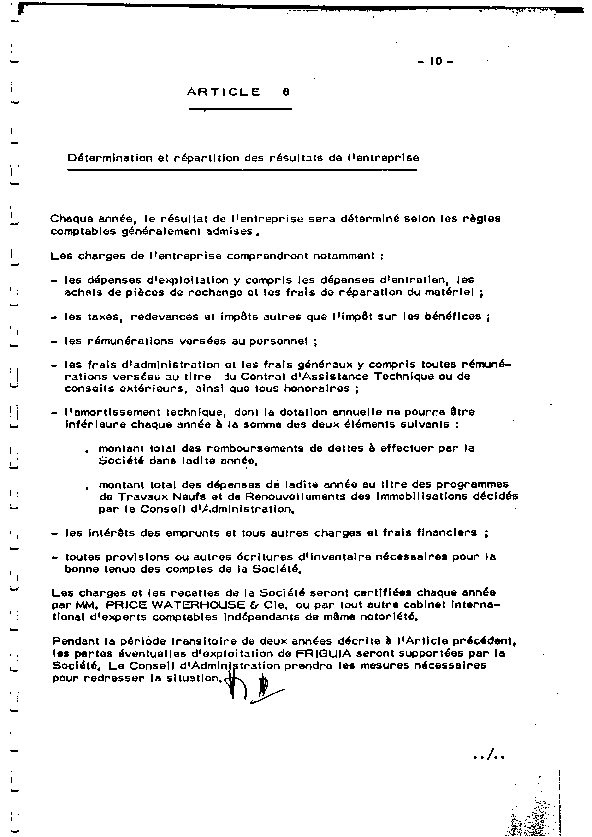 - 10 -
ARTICLE 6
Détermination et répartition des résultats de l'entreprise
Chaque année, le résultat de l'entreprise sera déterminé selon les règles
comptables généralement admises.
Les charges de l'entreprise comprendront notamment :
- les dépenses d'exploitation y compris les dépenses d'entretien, les
achats de pièces de rechange et les frais de réparation du matériel ;
- les taxes, redevances et impôts autres que l'impôt sur les bénéfices ;
- les rémunérations versées au personnel ;
- les frais d'administration et les frais généraux y compris toutes rémuné-
rations versées au titre du Contrat d'Assistance Technique ou de
conseils extérieurs, ainsi que tous honoraires ;
- l'amortissement technique, dont la dotation annuelle ne pourra être
inférieure chaque année à la somme des deux éléments suivants :
. montant total des remboursements de dettes à effectuer par la
Société dans ladite année,
. montant total des dépenses de ladite année au titre des programmes
de Travaux Neufs et de Renouvellements des Immobilisations décidés
par le Conseil d'Administration.
- les intérêts des emprunts et tous autres charges et frais financiers ;
- toutes provisions ou autres écritures d'inventaire nécessaires pour la
bonne tenue des comptes de la Société.
Les charges et les recettes de la Société seront certifiées chaque année
par MM. PRICE WATERHOUSE & Cie. ou par tout autre cabinet interna-
tional d'experts comptables indépendants de même notoriété.
Pendant la période transitoire de deux années décrite à l'Article précédent,
les pertes éventuelles d'exploitation de FRIGUIA seront supportées par la
Société. Le Conseil d'Administration prendra les mesures nécessaires
pour redresser la situation.
../..